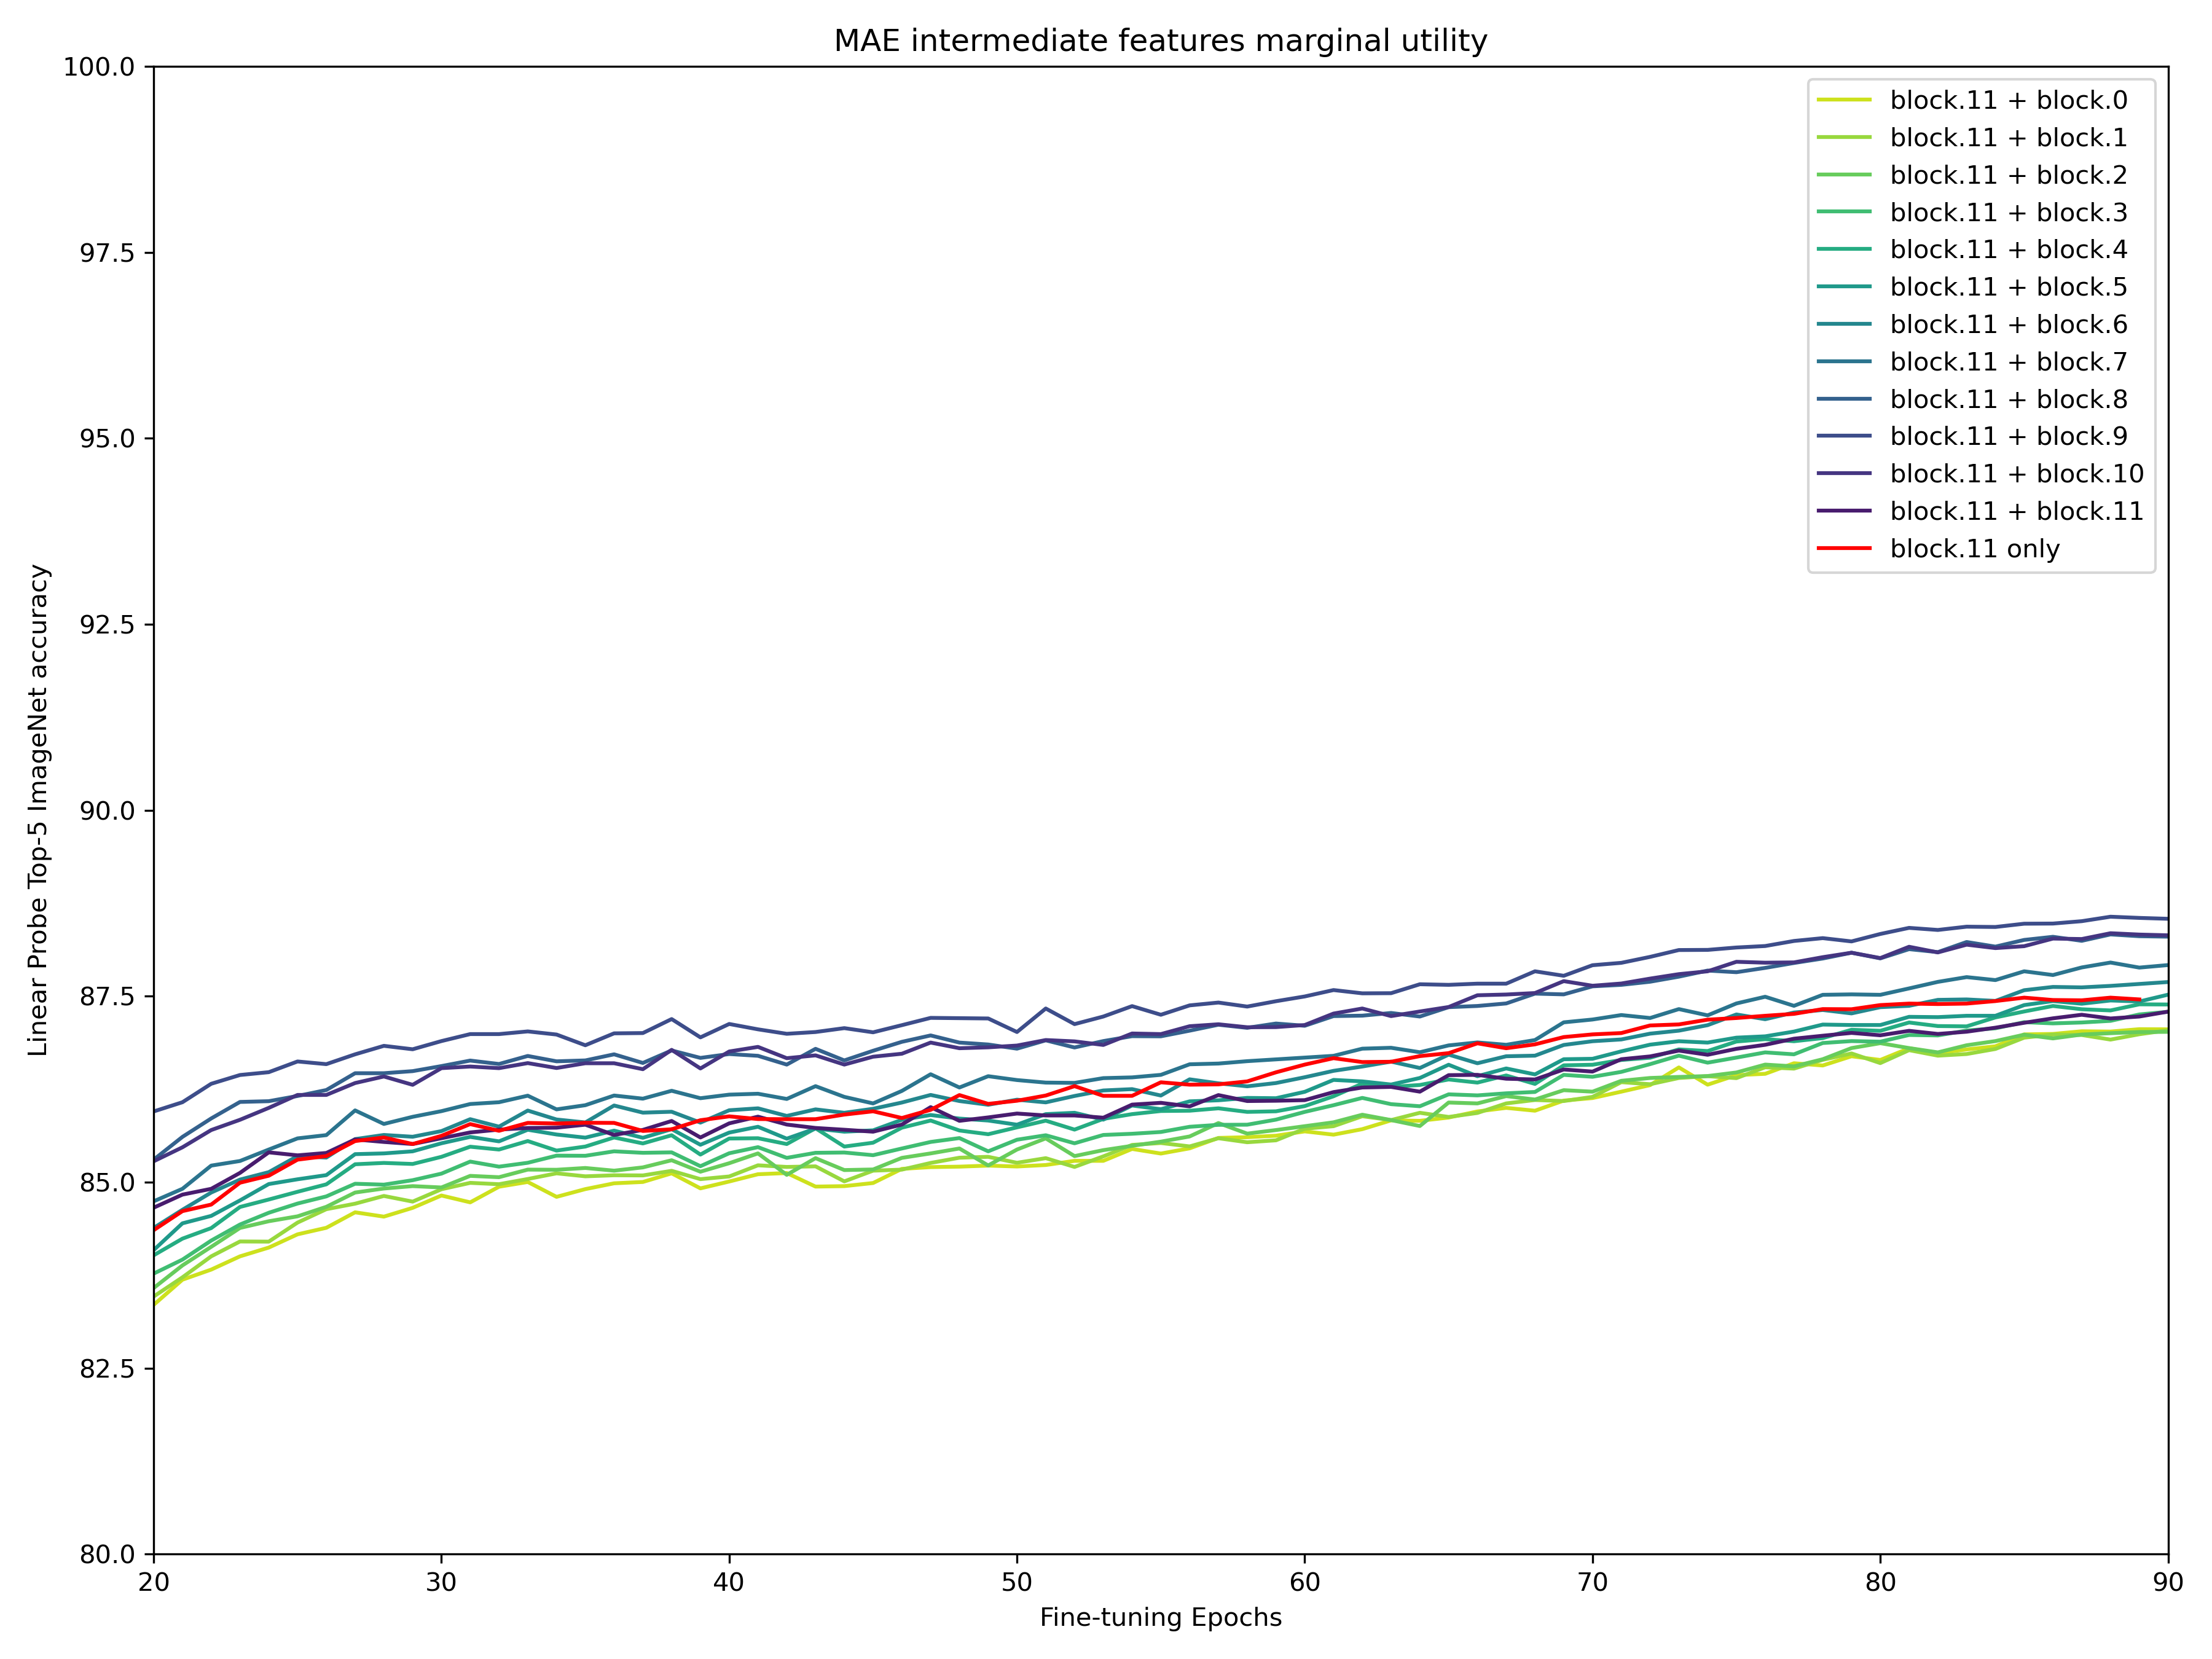 MAE intermediate features marginal utility
100.0
97.5
95.0
92.5
90.0
87.5
85.0
82.5
80.0
Linear Probe Top-5 ImageNet accuracy
block.11 + block.0
block.11 + block.1
block.11 + block.2
block.11 + block.3
block.11 + block.4
block.11 + block.5
block.11 + block.6
block.11 + block.7
block.11 + block.8
block.11 + block.9
block.11 + block.10
block.11 + block.11
block.11 only
20 30 40 50 60 70 80 90
Fine-tuning Epochs